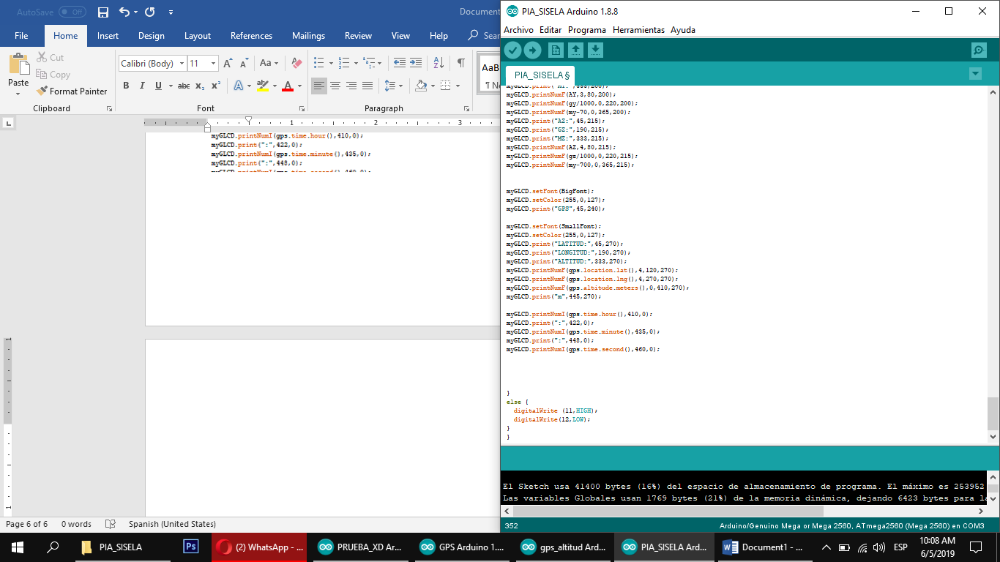 AutoSave Off
Document
File Home Insert Design Layout References Mailings Review View Help Sear
Paste
Cut
Copy
Format Painter
Clipboard
Calibri (Body) 11
Font
Paragraph
AaB
¶ N
1 2 3
myGLCD.printNumI(gps.time.hour(),410,0);
myGLCD.print(":",422,0);
myGLCD.printNumI(gps.time.minute(),435,0);
myGLCD.print(":",448,0);
myGLCD.printNumI(gps.time.second(),460,0);
Page 6 of 6 0 words Spanish (United States)
PIA_SISELA Arduino 1.8.8
Archivo Editar Programa Herramientas Ayuda
PIA_SISELA §
myGLCD.printNumF(AY,3,80,200);
myGLCD.printNumF(gy/1000,0,220,200);
myGLCD.printNumF(my-70,0,365,200);
myGLCD.print("AZ:",45,215);
myGLCD.print("GZ:",190,215);
myGLCD.print("MZ:",333,215);
myGLCD.printNumF(AZ,4,80,215);
myGLCD.printNumF(gz/1000,0,220,215);
myGLCD.printNumF(my-700,0,365,215);
myGLCD.setFont(BigFont);
myGLCD.setColor(255,0,127);
myGLCD.print("GPS",45,240);
myGLCD.setFont(SmallFont);
myGLCD.setColor(255,0,127);
myGLCD.print("LATITUD:",45,270);
myGLCD.print("LONGITUD:",190,270);
myGLCD.print("ALTITUD:",333,270);
myGLCD.printNumF(gps.location.lat(),4,120,270);
myGLCD.printNumF(gps.location.lng(),4,270,270);
myGLCD.printNumF(gps.altitude.meters(),0,410,270);
myGLCD.print("m",445,270);
myGLCD.printNumI(gps.time.hour(),410,0);
myGLCD.print(":",422,0);
myGLCD.printNumI(gps.time.minute(),435,0);
myGLCD.print(":",448,0);
myGLCD.printNumI(gps.time.second(),460,0);
}
else {
digitalWrite (11,HIGH);
digitalWrite(12,LOW);
}
}
El Sketch usa 41400 bytes (16%) del espacio de almacenamiento de programa. El máximo es 253952
Las variables Globales usan 1769 bytes (21%) de la memoria dinámica, dejando 6423 bytes para la
352 Arduino/Genuino Mega or Mega 2560, ATmega2560 (Mega 2560) en COM3
PIA_SISELA
Ps
(2) WhatsApp - ...
PRUEBA_XD Ar...
GPS Arduino 1....
gps_altitud Ard...
PIA_SISELA Ard...
Document1 - ...
ESP
10:08 AM
6/5/2019